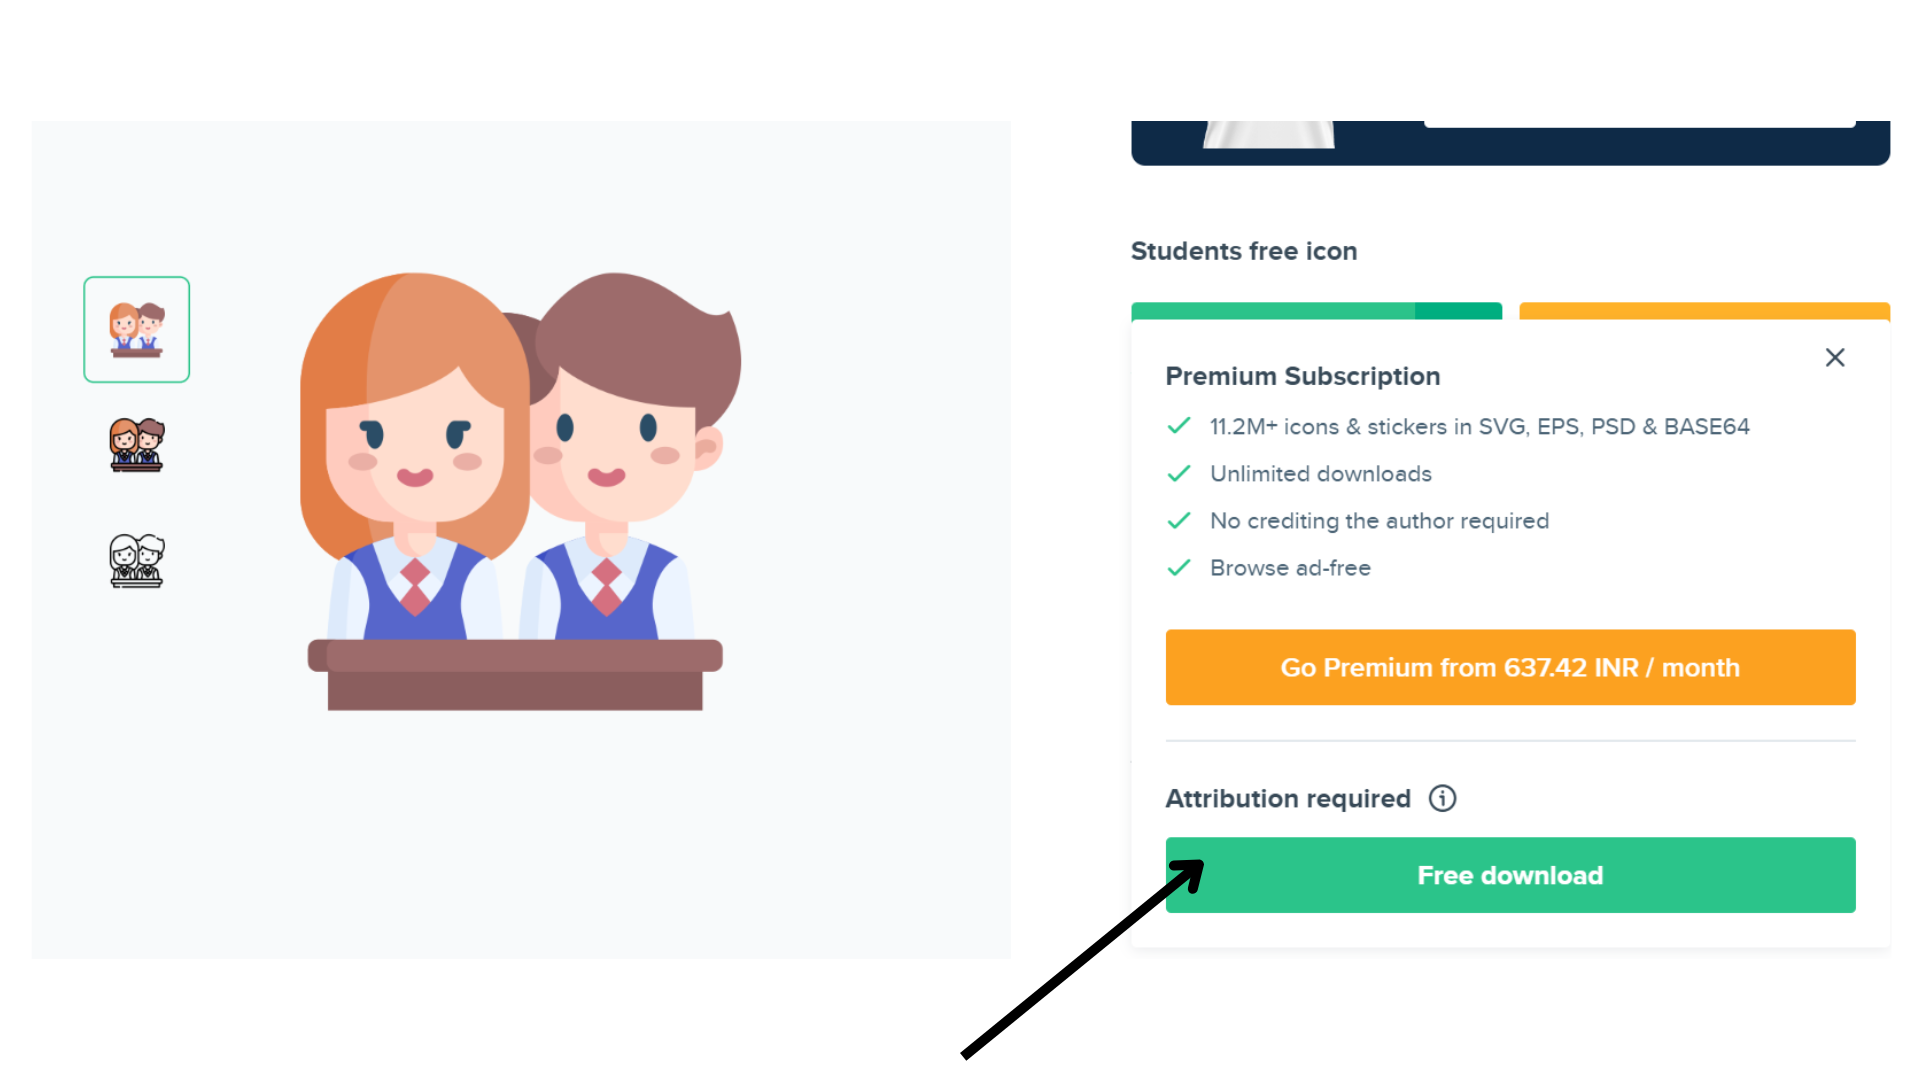 Students free icon
Premium Subscription
11.2M+ icons & stickers in SVG, EPS, PSD & BASE64
Unlimited downloads
No crediting the author required
Browse ad-free
Go Premium from 637.42 INR / month
Attribution required
Free download